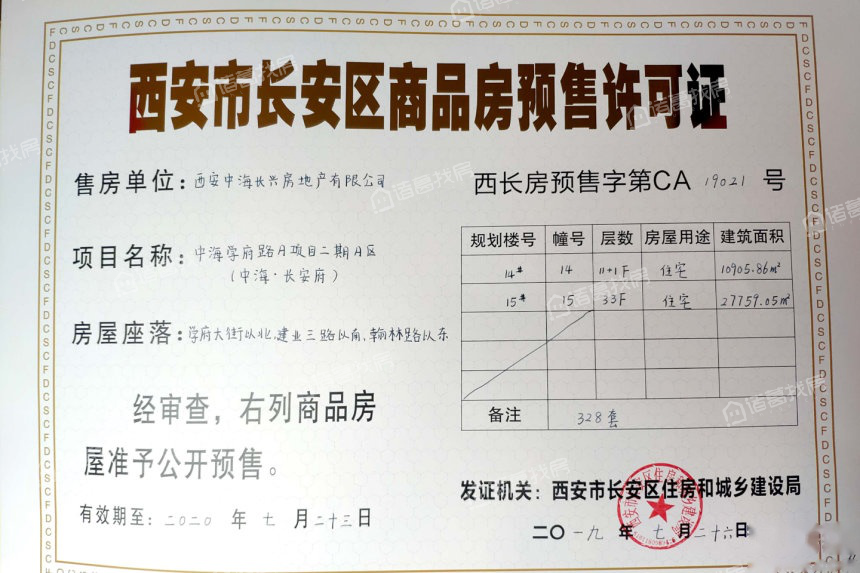 西安市长安区商品房预售许可证
售房单位：西安中海长兴房地产有限公司
西长房预售字第CA 19021 号
项目名称：中海学府路A项目二期A区
（中海·长安府）
房屋座落：学府大街以北，建业三路以南，翰林路以东
规划楼号 幢号 层数 房屋用途 建筑面积
14# 14 11+1F 住宅 10905.86m²
15# 15 33F 住宅 27759.05m²
备注 328套
经审查，右列商品房
屋准予公开预售。
有效期至：二〇二〇 年 七 月 二十三 日
发证机关：西安市长安区住房和城乡建设局
二〇一九 年 七 月 二十六 日
诸葛找房